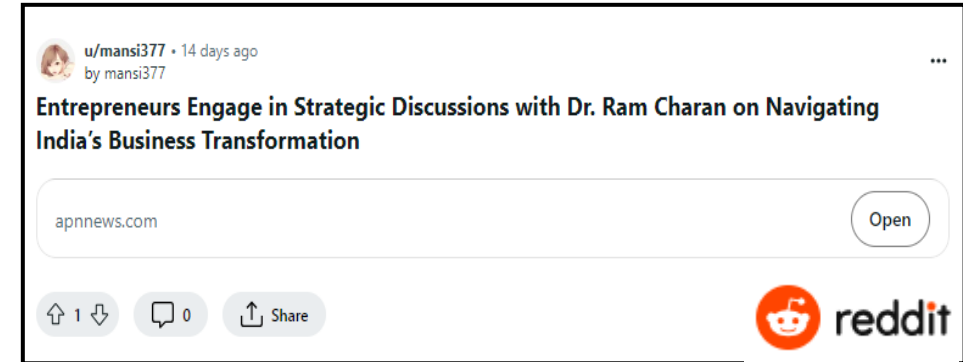 u/mansi377 • 14 days ago
by mansi377
Entrepreneurs Engage in Strategic Discussions with Dr. Ram Charan on Navigating
India’s Business Transformation
apnnews.com
Open
1
0
Share
reddit